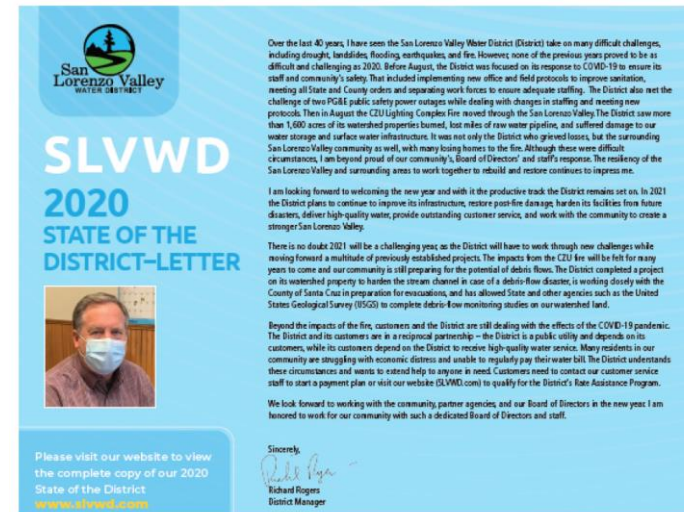 San
Lorenzo Valley
WATER DISTRICT
SLVWD
2020
STATE OF THE
DISTRICT–LETTER
Please visit our website to view
the complete copy of our 2020
State of the District
www.slvwd.com
Over the last 40 years, I have seen the San Lorenzo Valley Water District (District) take on many difficult challenges,
including drought, landslides, flooding, earthquakes, and fire. However, none of the previous years proved to be as
difficult and challenging as 2020. Before August, the District was focused on its response to COVID-19 to ensure its
staff and community's safety. That included implementing new office and field protocols to improve sanitation,
meeting all State and County orders and separating work forces to ensure adequate staffing. The District also met the
challenge of two PG&E public safety power outages while dealing with changes in staffing and meeting new
protocols. Then in August the CZU Lighting Complex Fire moved through the San Lorenzo Valley. The District saw more
than 1,600 acres of its watershed properties burned, lost miles of raw water pipeline, and suffered damage to our
water storage and surface water infrastructure. It was not only the District who grieved losses, but the surrounding
San Lorenzo Valley community as well, with many losing homes to the fire. Although these were difficult
circumstances, I am beyond proud of our community's, Board of Directors' and staff's response. The resiliency of the
San Lorenzo Valley and surrounding areas to work together to rebuild and restore continues to impress me.
I am looking forward to welcoming the new year and with it the productive track the District remains set on. In 2021
the District plans to continue to improve its infrastructure, restore post-fire damage, harden its facilities from future
disasters, deliver high-quality water, provide outstanding customer service, and work with the community to create a
stronger San Lorenzo Valley.
There is no doubt 2021 will be a challenging year, as the District will have to work through new challenges while
moving forward a multitude of previously established projects. The impacts from the CZU fire will be felt for many
years to come and our community is still preparing for the potential of debris flows. The District completed a project
on its watershed property to harden the stream channel in case of a debris-flow disaster, is working closely with the
County of Santa Cruz in preparation for evacuations, and has allowed State and other agencies such as the United
States Geological Survey (USGS) to complete debris-flow monitoring studies on our watershed land.
Beyond the impacts of the fire, customers and the District are still dealing with the effects of the COVID-19 pandemic.
The District and its customers are in a reciprocal partnership – the District is a public utility and depends on its
customers, while its customers depend on the District to receive high-quality water service. Many residents in our
community are struggling with economic distress and unable to regularly pay their water bill. The District understands
these circumstances and wants to extend help to anyone in need. Customers need to contact our customer service
staff to start a payment plan or visit our website (SLVWD.com) to qualify for the District's Rate Assistance Program.
We look forward to working with the community, partner agencies, and our Board of Directors in the new year. I am
honored to work for our community with such a dedicated Board of Directors and staff.
Sincerely,
Richard Rogers
District Manager